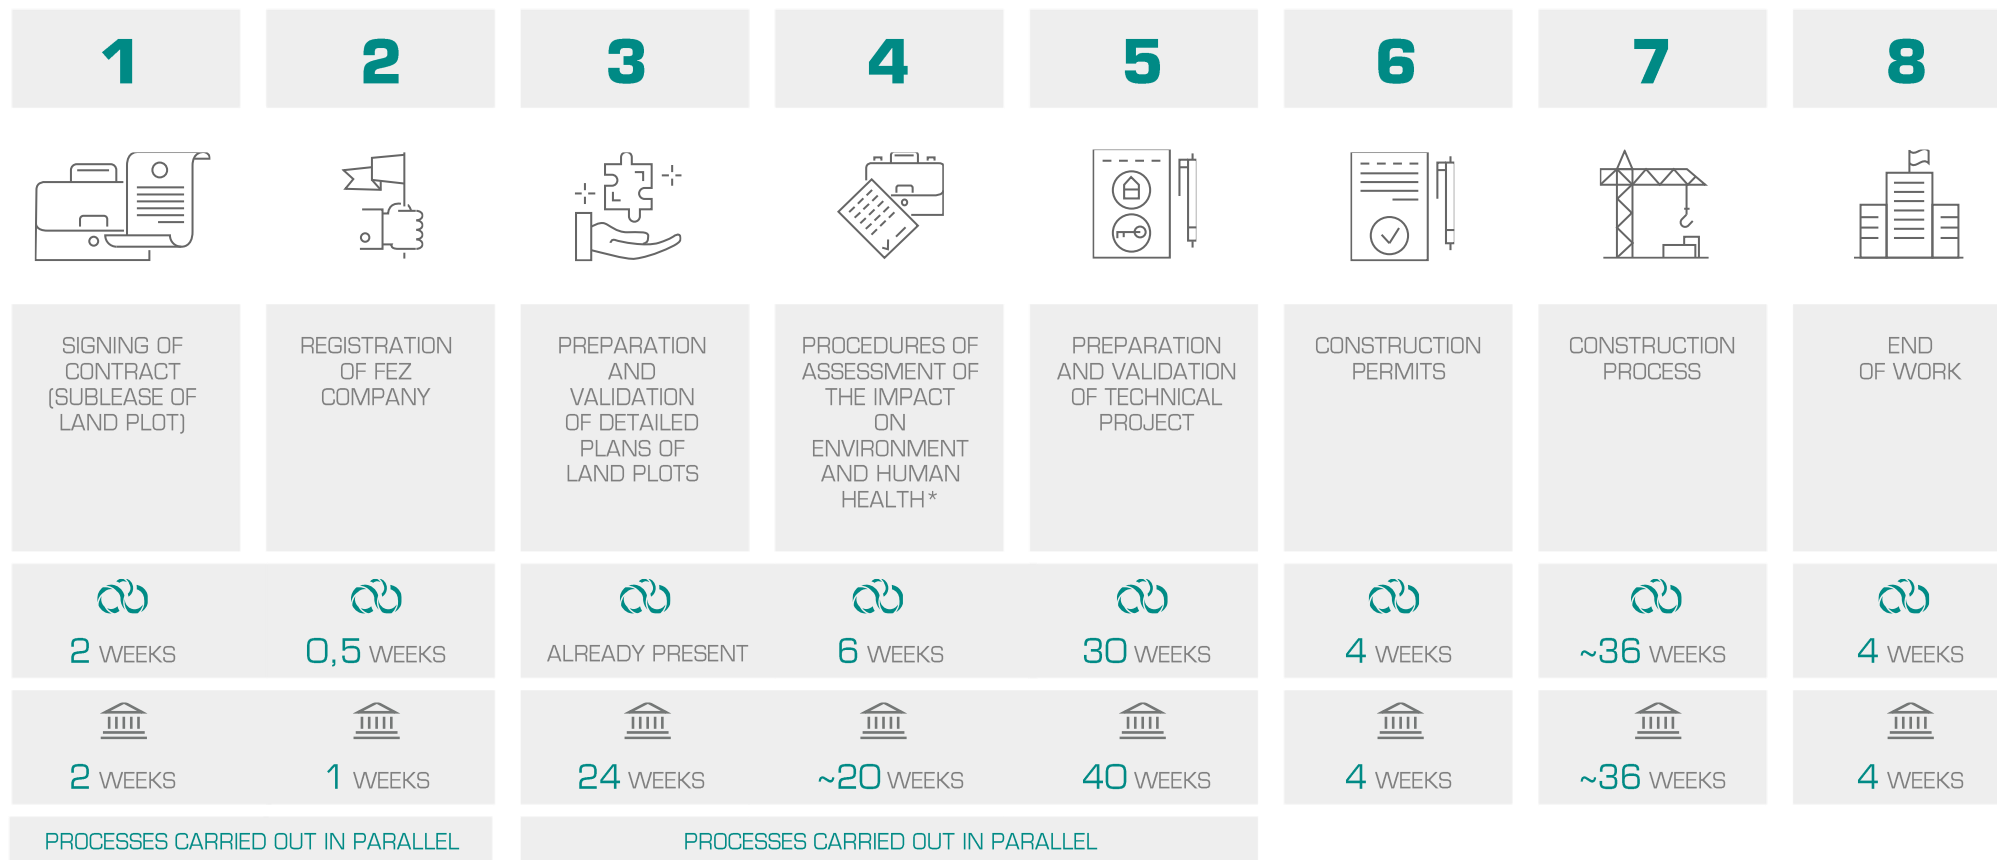 1
2
3
4
5
6
7
8
SIGNING OF
CONTRACT
(SUBLEASE OF
LAND PLOT)
REGISTRATION
OF FEZ
COMPANY
PREPARATION
AND
VALIDATION
OF DETAILED
PLANS OF
LAND PLOTS
PROCEDURES OF
ASSESSMENT OF
THE IMPACT
ON
ENVIRONMENT
AND HUMAN
HEALTH*
PREPARATION
AND VALIDATION
OF TECHNICAL
PROJECT
CONSTRUCTION
PERMITS
CONSTRUCTION
PROCESS
END
OF WORK
2 WEEKS
0,5 WEEKS
ALREADY PRESENT
6 WEEKS
30 WEEKS
4 WEEKS
~36 WEEKS
4 WEEKS
2 WEEKS
1 WEEKS
24 WEEKS
~20 WEEKS
40 WEEKS
4 WEEKS
~36 WEEKS
4 WEEKS
PROCESSES CARRIED OUT IN PARALLEL
PROCESSES CARRIED OUT IN PARALLEL